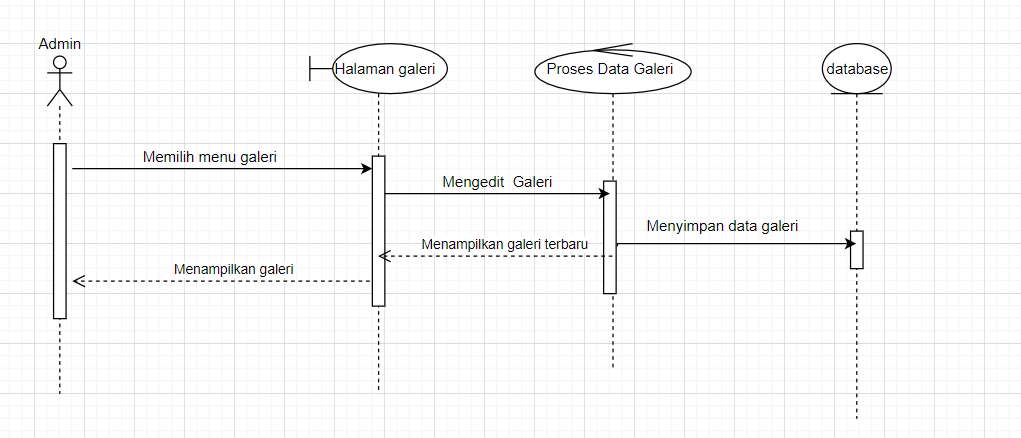 Admin
Halaman galeri
Proses Data Galeri
database
Memilih menu galeri
Mengedit  Galeri
Menyimpan data galeri
Menampilkan galeri terbaru
Menampilkan galeri